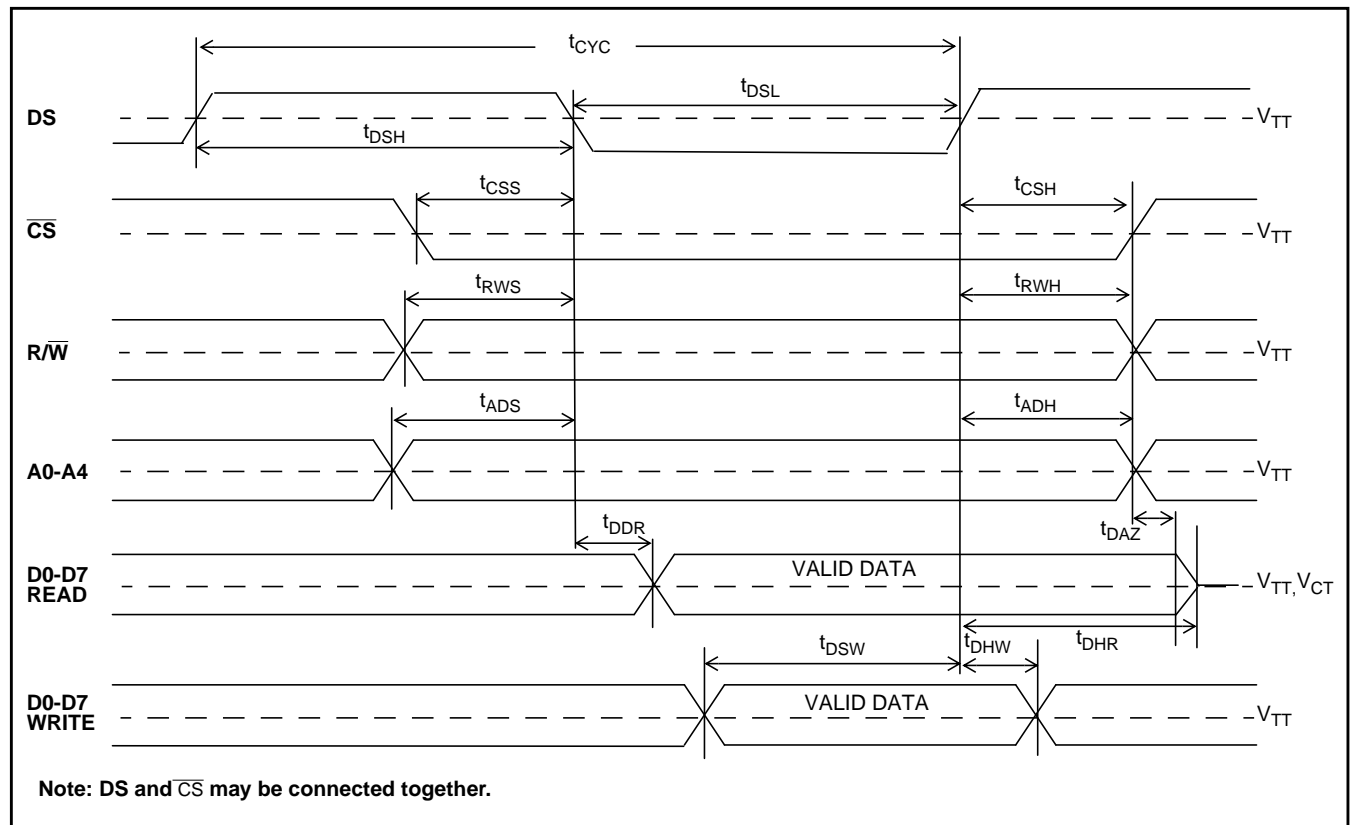 tCYC
tDSL
DS
VTT
tDSH
tCSS
tCSH
CS
VTT
tRWS
tRWH
R/W
VTT
tADS
tADH
A0-A4
VTT
tDDR
tDAZ
D0-D7
READ
VALID DATA
VTT, VCT
tDSW
tDHW
tDHR
D0-D7
WRITE
VALID DATA
VTT
Note: DS and CS may be connected together.